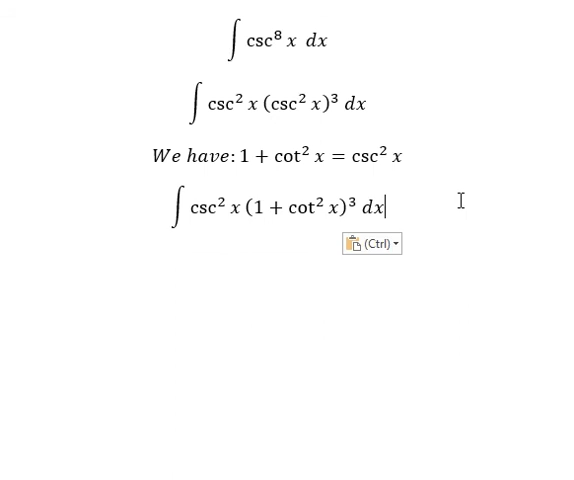 ∫ csc⁸ x dx
∫ csc² x (csc² x)³ dx
We have: 1 + cot² x = csc² x
∫ csc² x (1 + cot² x)³ dx
(Ctrl)